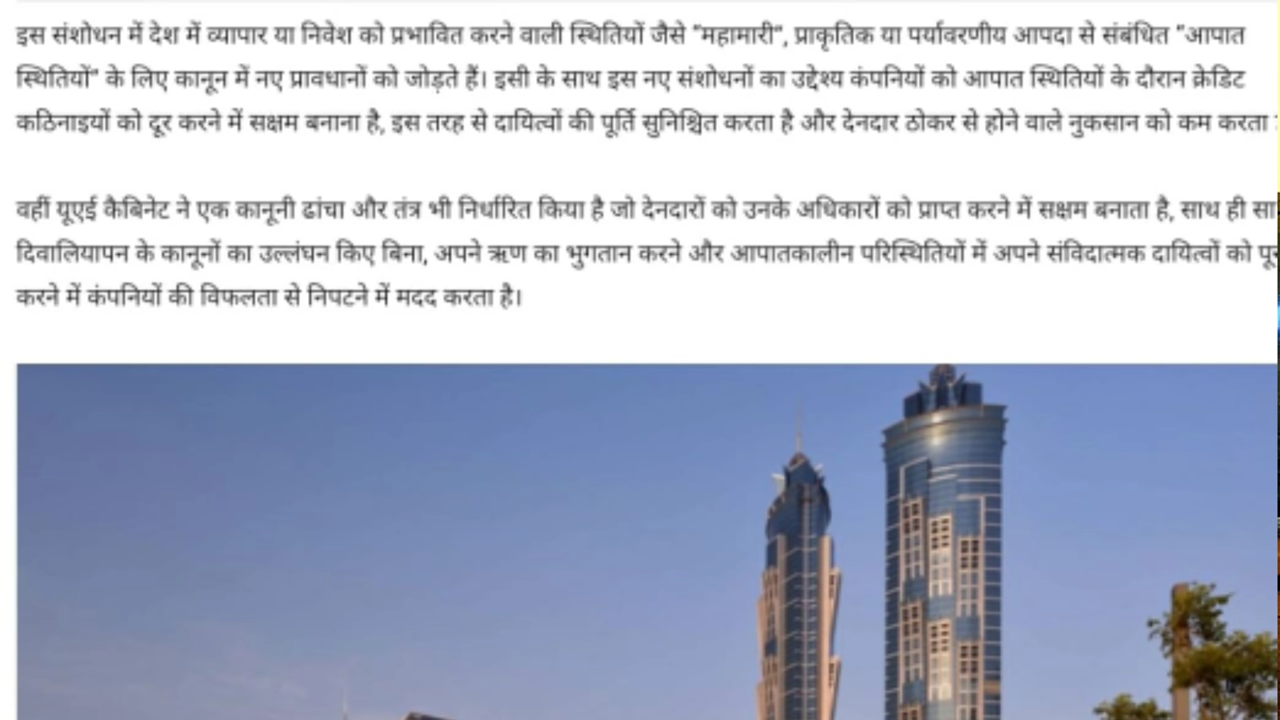 इस संशोधन में देश में व्यापार या निवेश को प्रभावित करने वाली स्थितियों जैसे "महामारी", प्राकृतिक या पर्यावरणीय आपदा से संबंधित "आपात
स्थितियों" के लिए कानून में नए प्रावधानों को जोड़ते हैं। इसी के साथ इस नए संशोधनों का उद्देश्य कंपनियों को आपात स्थितियों के दौरान क्रेडिट
कठिनाइयों को दूर करने में सक्षम बनाना है, इस तरह से दायित्वों की पूर्ति सुनिश्चित करता है और देनदार ठोकर से होने वाले नुकसान को कम करता
वहीं यूएई कैबिनेट ने एक कानूनी ढांचा और तंत्र भी निर्धारित किया है जो देनदारों को उनके अधिकारों को प्राप्त करने में सक्षम बनाता है, साथ ही
दिवालियापन के कानूनों का उल्लंघन किए बिना, अपने ऋण का भुगतान करने और आपातकालीन परिस्थितियों में अपने संविदात्मक दायित्वों को
करने में कंपनियों की विफलता से निपटने में मदद करता है।